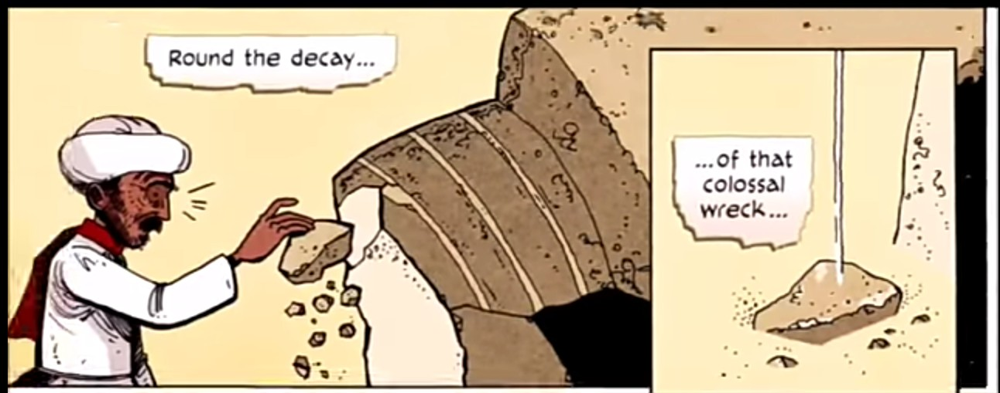 Round the decay...
...of that
colossal
wreck...